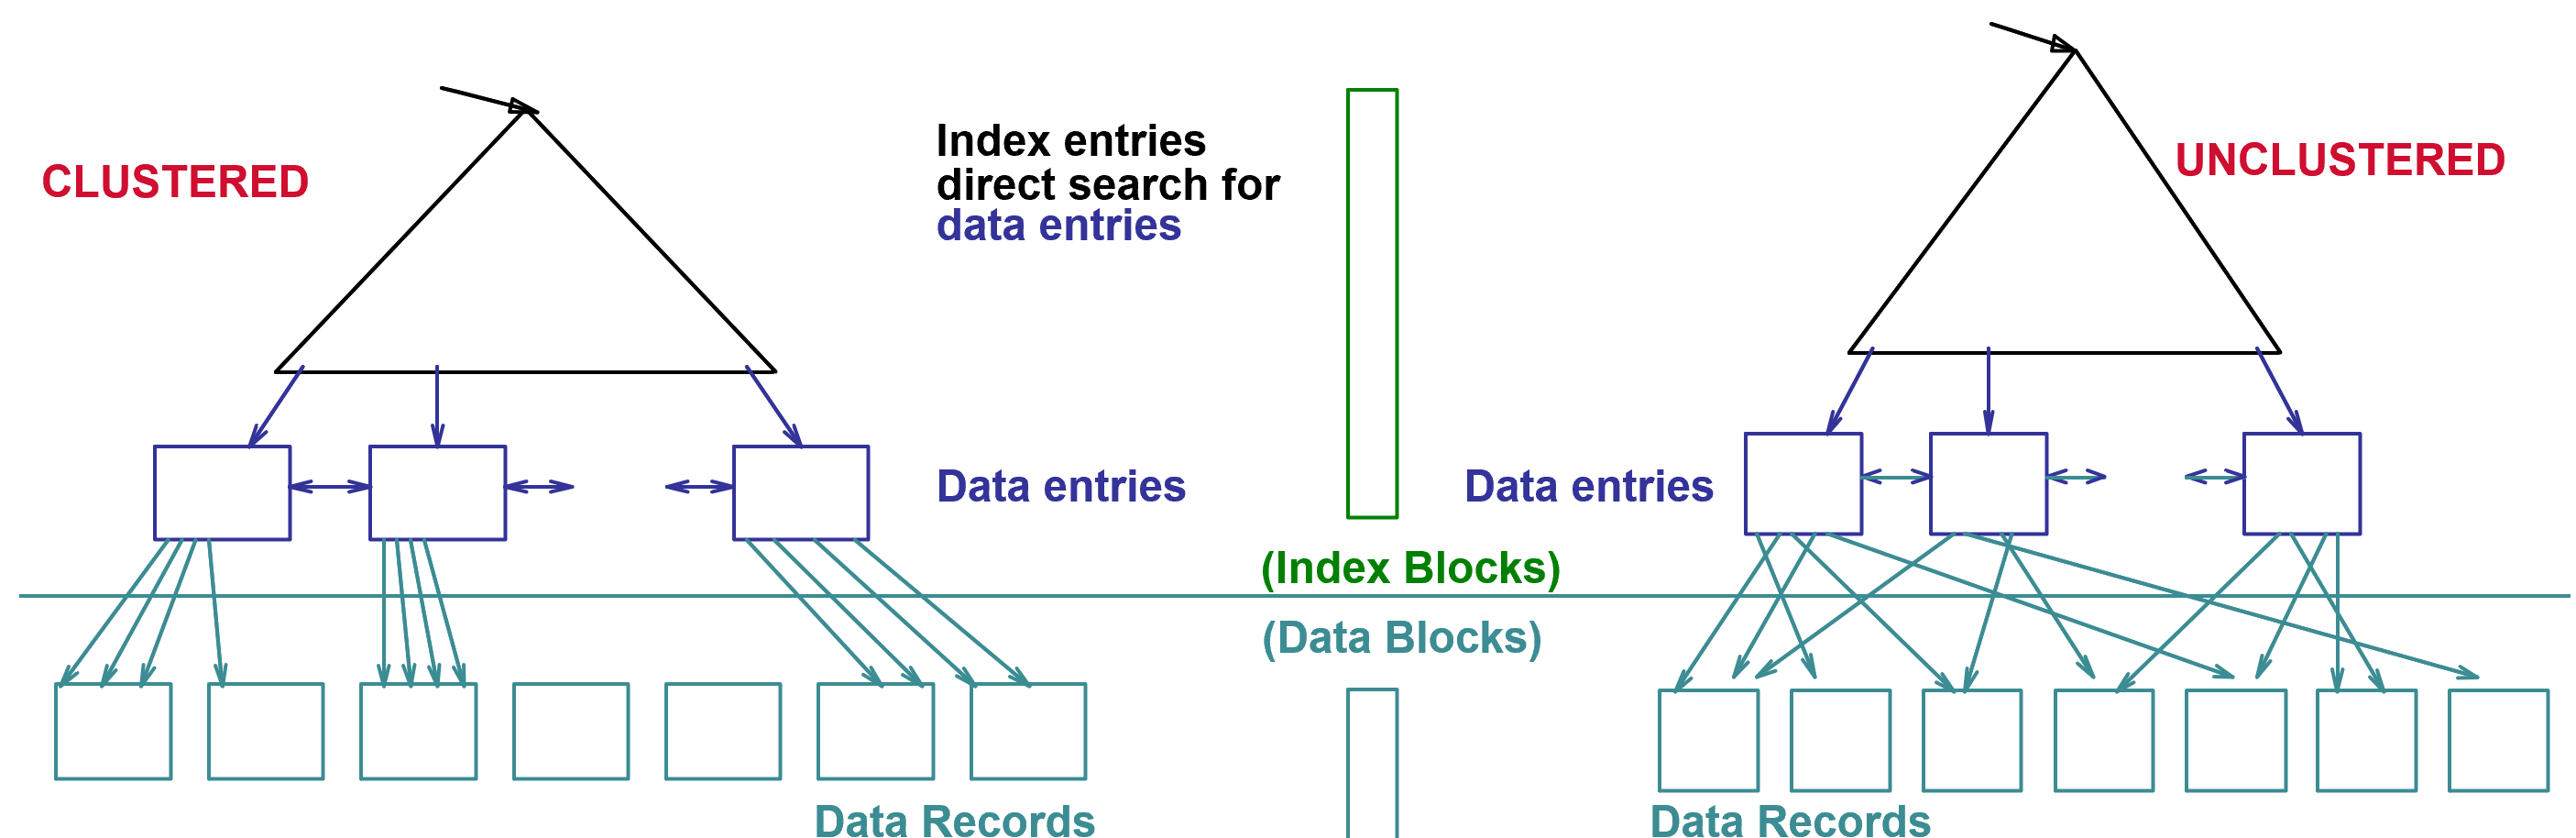 CLUSTERED
Index entries
direct search for
data entries
UNCLUSTERED
Data entries
Data entries
(Index Blocks)
(Data Blocks)
Data Records
Data Records